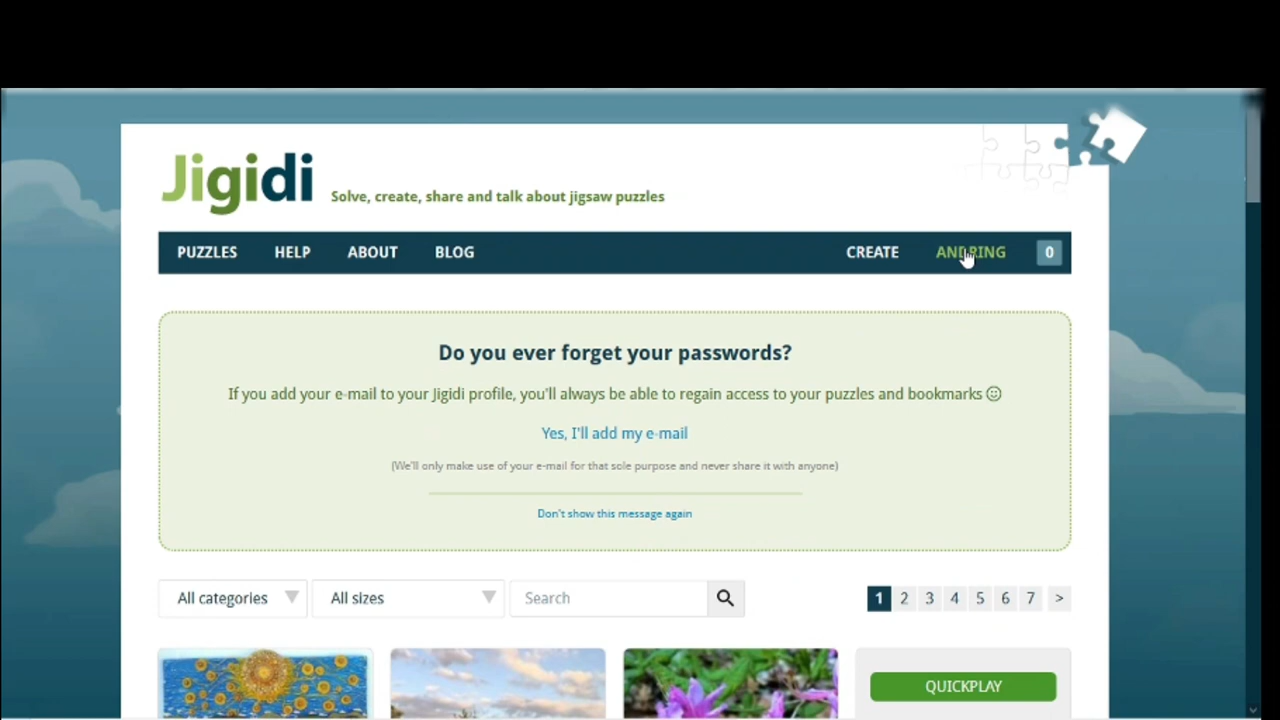 Jigidi
Solve, create, share and talk about jigsaw puzzles
PUZZLES HELP ABOUT BLOG CREATE ANDRING 0
Do you ever forget your passwords?
If you add your e-mail to your Jigidi profile, you'll always be able to regain access to your puzzles and bookmarks
Yes, I'll add my e-mail
(We'll only make use of your e-mail for that sole purpose and never share it with anyone)
Don't show this message again
All categories All sizes Search 1 2 3 4 5 6 7 >
QUICKPLAY